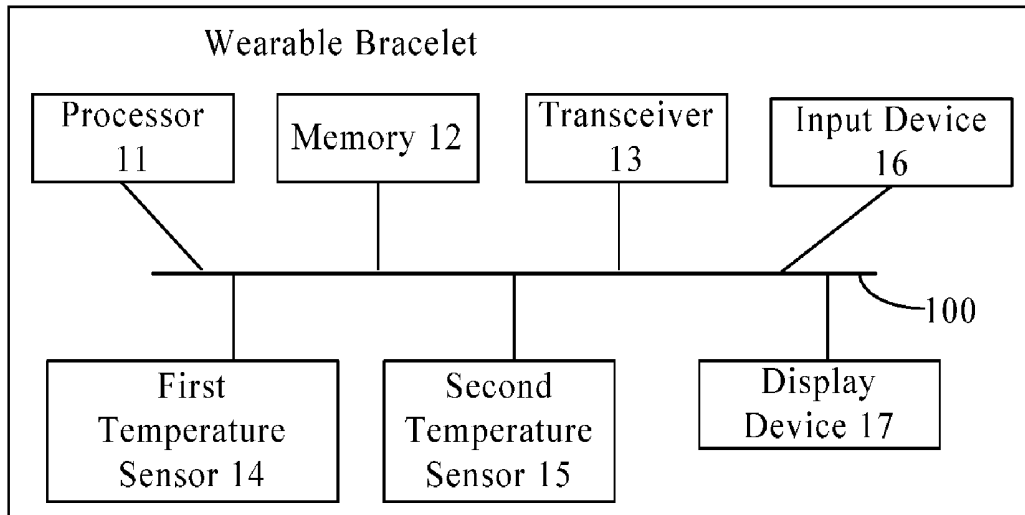 Wearable Bracelet
Processor
11
Memory 12
Transceiver
13
Input Device
16
100
First
Temperature
Sensor 14
Second
Temperature
Sensor 15
Display
Device 17